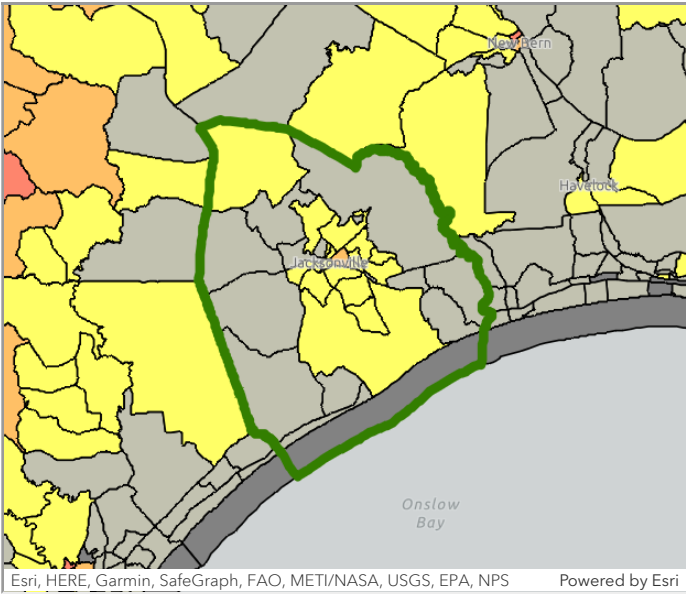 New Bern
Havelock
Jacksonville
Onslow
Bay
Esri, HERE, Garmin, SafeGraph, FAO, METI/NASA, USGS, EPA, NPS Powered by Esri